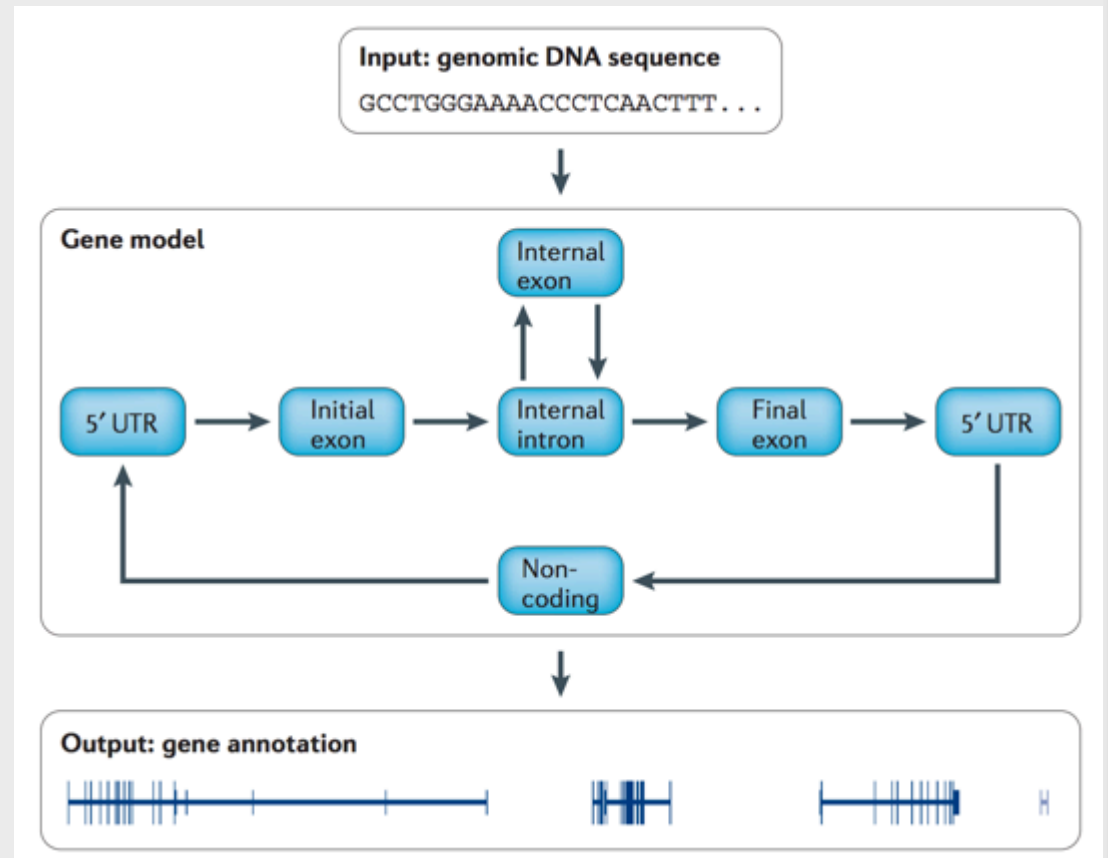 Input: genomic DNA sequence
GCCTGGGAAAACCCTCAACTTT...
Gene model
Internal
exon
5′ UTR
Initial
exon
Internal
intron
Final
exon
5′ UTR
Non-
coding
Output: gene annotation